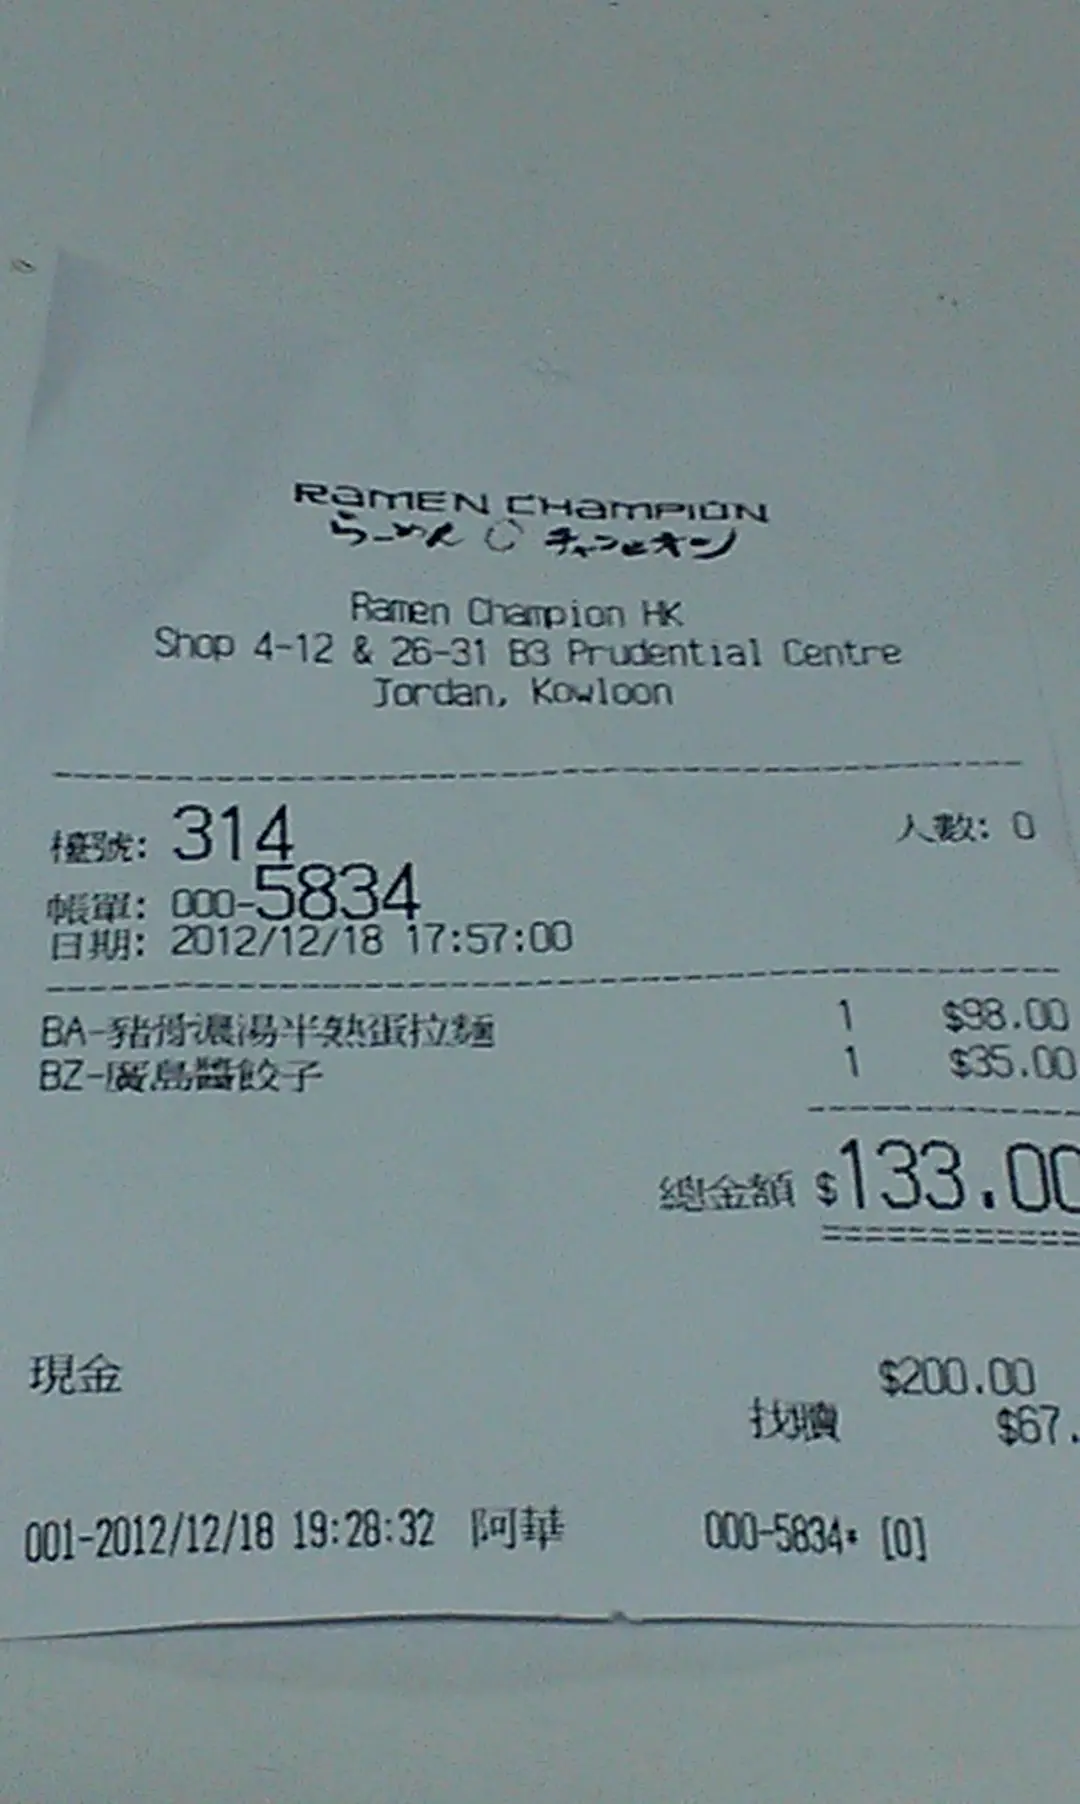 RAMEN CHAMPION
らーめん チャンピオン
Ramen Champion HK
Shop 4-12 & 26-31 B3 Prudential Centre
Jordan, Kowloon
檯號: 314 人數: 0
帳單: 000-5834
日期: 2012/12/18 17:57:00
BA-豬骨濃湯半熟蛋拉麵 1 $98.00
BZ-廣島醬餃子 1 $35.00
總金額 $133.00
現金 $200.00
找贖 $67.
001-2012/12/18 19:28:32 阿華 000-5834* [0]